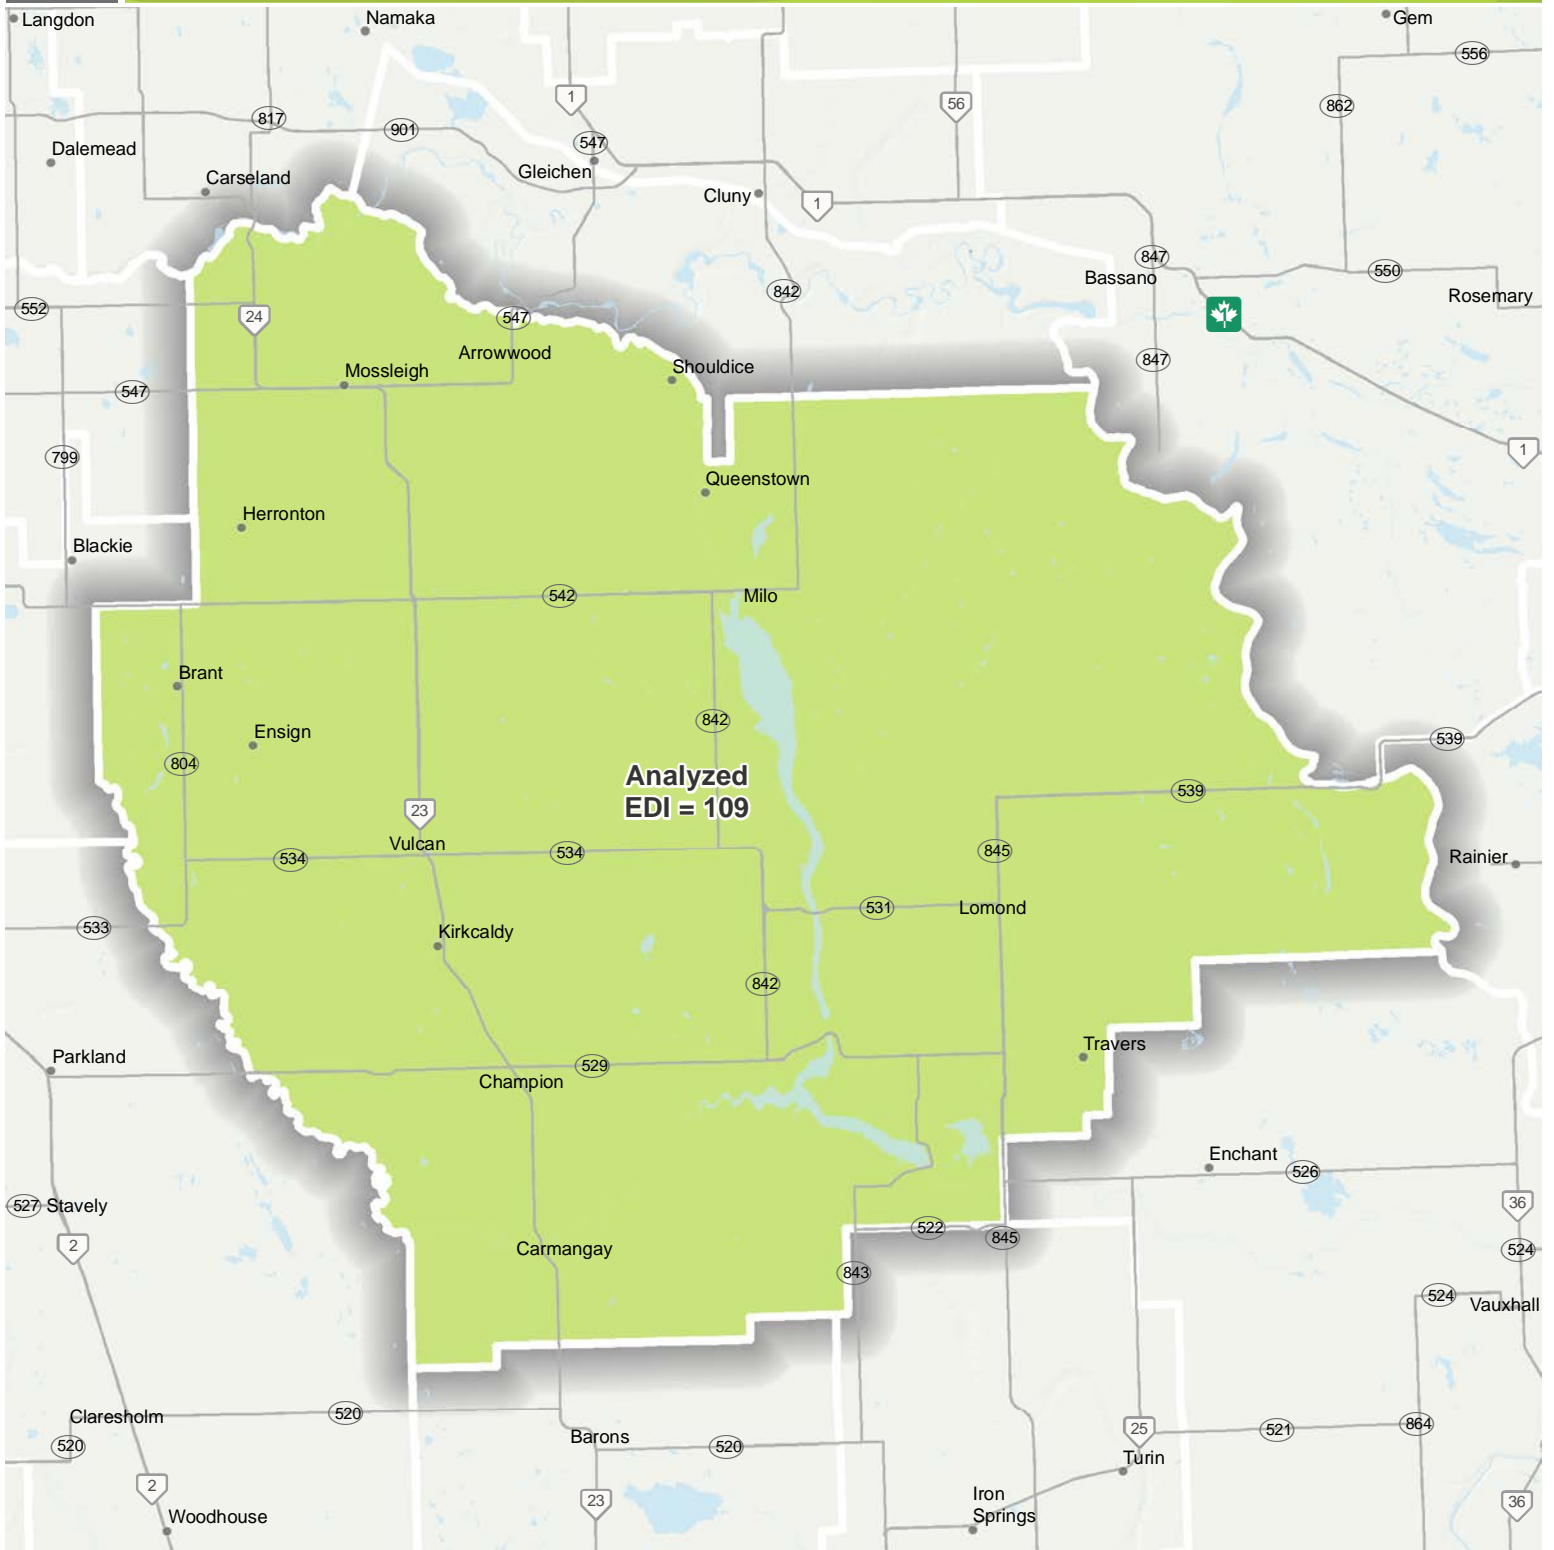 Langdon
Namaka
Gem
556
1
56
862
817
901
547
Dalemead
Gleichen
Carseland
Cluny
1
847
Bassano
550
842
Rosemary
552
24
547
1
Arrowwood
847
Mossleigh
Shouldice
547
799
1
Queenstown
Herronton
Blackie
542
Milo
Brant
842
Ensign
539
804
Analyzed
EDI = 109
539
23
Vulcan
534
534
845
Rainier
531
Lomond
533
Kirkcaldy
842
Travers
Parkland
529
Champion
Enchant
526
527
Stavely
36
522
845
2
Carmangay
524
843
524
Vauxhall
Claresholm
520
864
25
521
520
Barons
520
Turin
2
23
Iron
Springs
36
Woodhouse